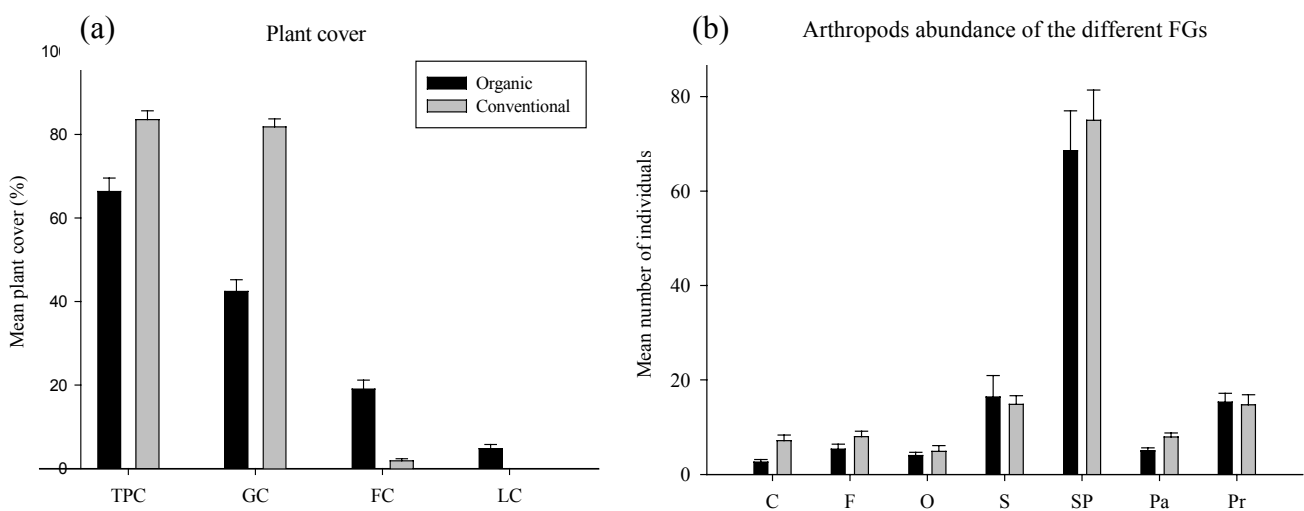 (a)
Plant cover
Organic
Conventional
Mean plant cover (%)
80
60
40
20
0
TPC GC FC LC
(b)
Arthropods abundance of the different FGs
Mean number of individuals
80
60
40
20
0
C F O S SP Pa Pr